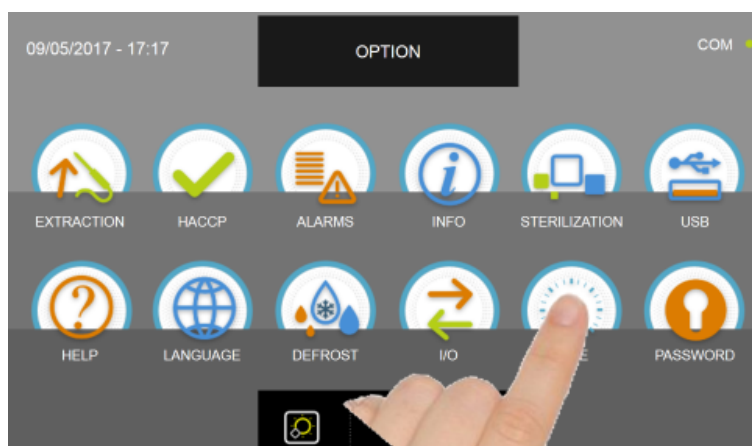 09/05/2017 - 17:17
OPTION
COM
EXTRACTION
HACCP
ALARMS
INFO
STERILIZATION
USB
HELP
LANGUAGE
DEFROST
I/O
PASSWORD